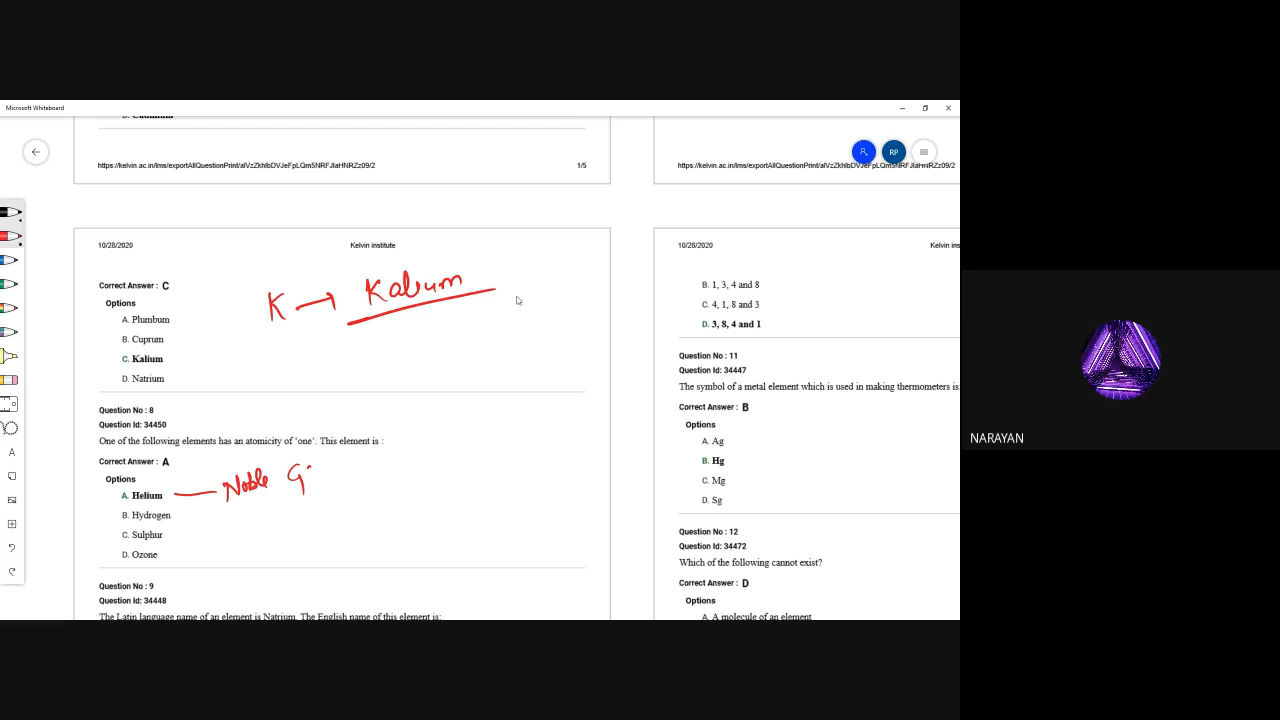 Microsoft Whiteboard
https://kelvin.ac.in/lms/exportAllQuestionPrint/alVzZkhlbDVJeFpLQm5NRFJIaHNRZz09/2
1/5
10/28/2020
Kelvin institute
Correct Answer : C
Options
A. Plumbum
B. Cuprum
C. Kalium
D. Natrium
K → Kalium
Question No : 8
Question Id: 34450
One of the following elements has an atomicity of ‘one’. This element is :
Correct Answer : A
Options
A. Helium
Noble G
B. Hydrogen
C. Sulphur
D. Ozone
Question No : 9
Question Id: 34448
The Latin language name of an element is Natrium. The English name of this element is:
RP
https://kelvin.ac.in/lms/exportAllQuestionPrint/alVzZkhlbDVJeFpLQm5NRFJIaHNRZz09/2
10/28/2020
Kelvin ins
B. 1, 3, 4 and 8
C. 4, 1, 8 and 3
D. 3, 8, 4 and 1
Question No : 11
Question Id: 34447
The symbol of a metal element which is used in making thermometers is
Correct Answer : B
Options
A. Ag
B. Hg
C. Mg
D. Sg
Question No : 12
Question Id: 34472
Which of the following cannot exist?
Correct Answer : D
Options
A. A molecule of an element
NARAYAN